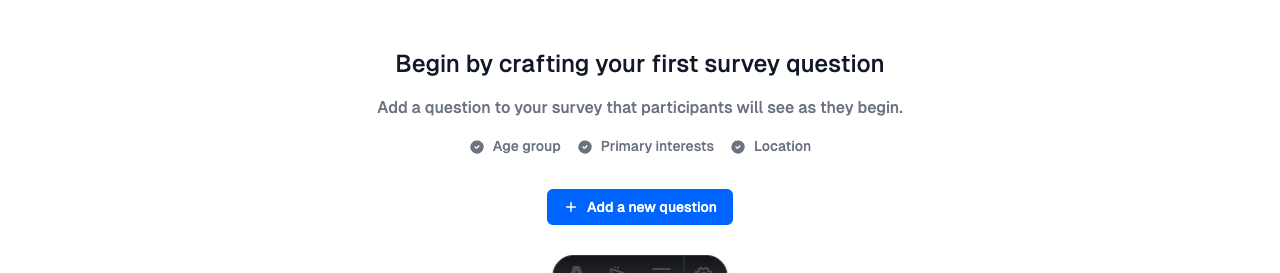 Begin by crafting your first survey question
Add a question to your survey that participants will see as they begin.
Age group Primary interests Location
Add a new question